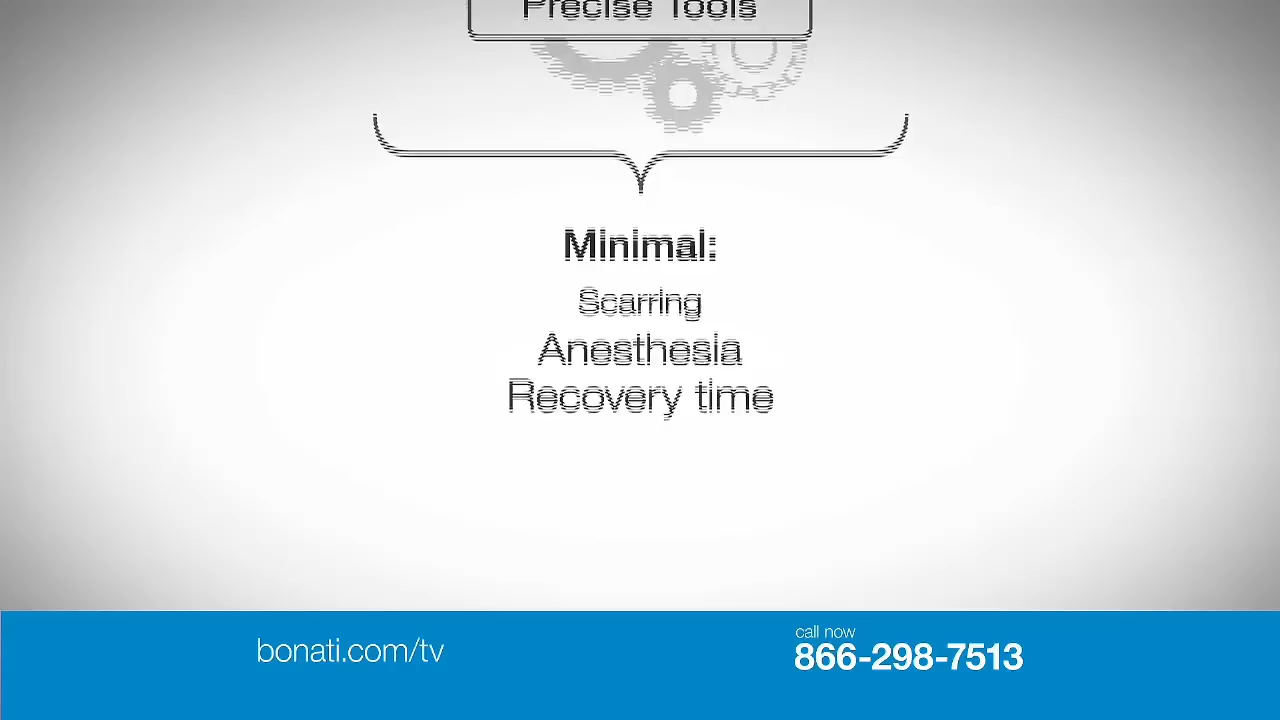 Precise Tools
Minimal:
Scarring
Anesthesia
Recovery time
bonati.com/tv
call now
866-298-7513